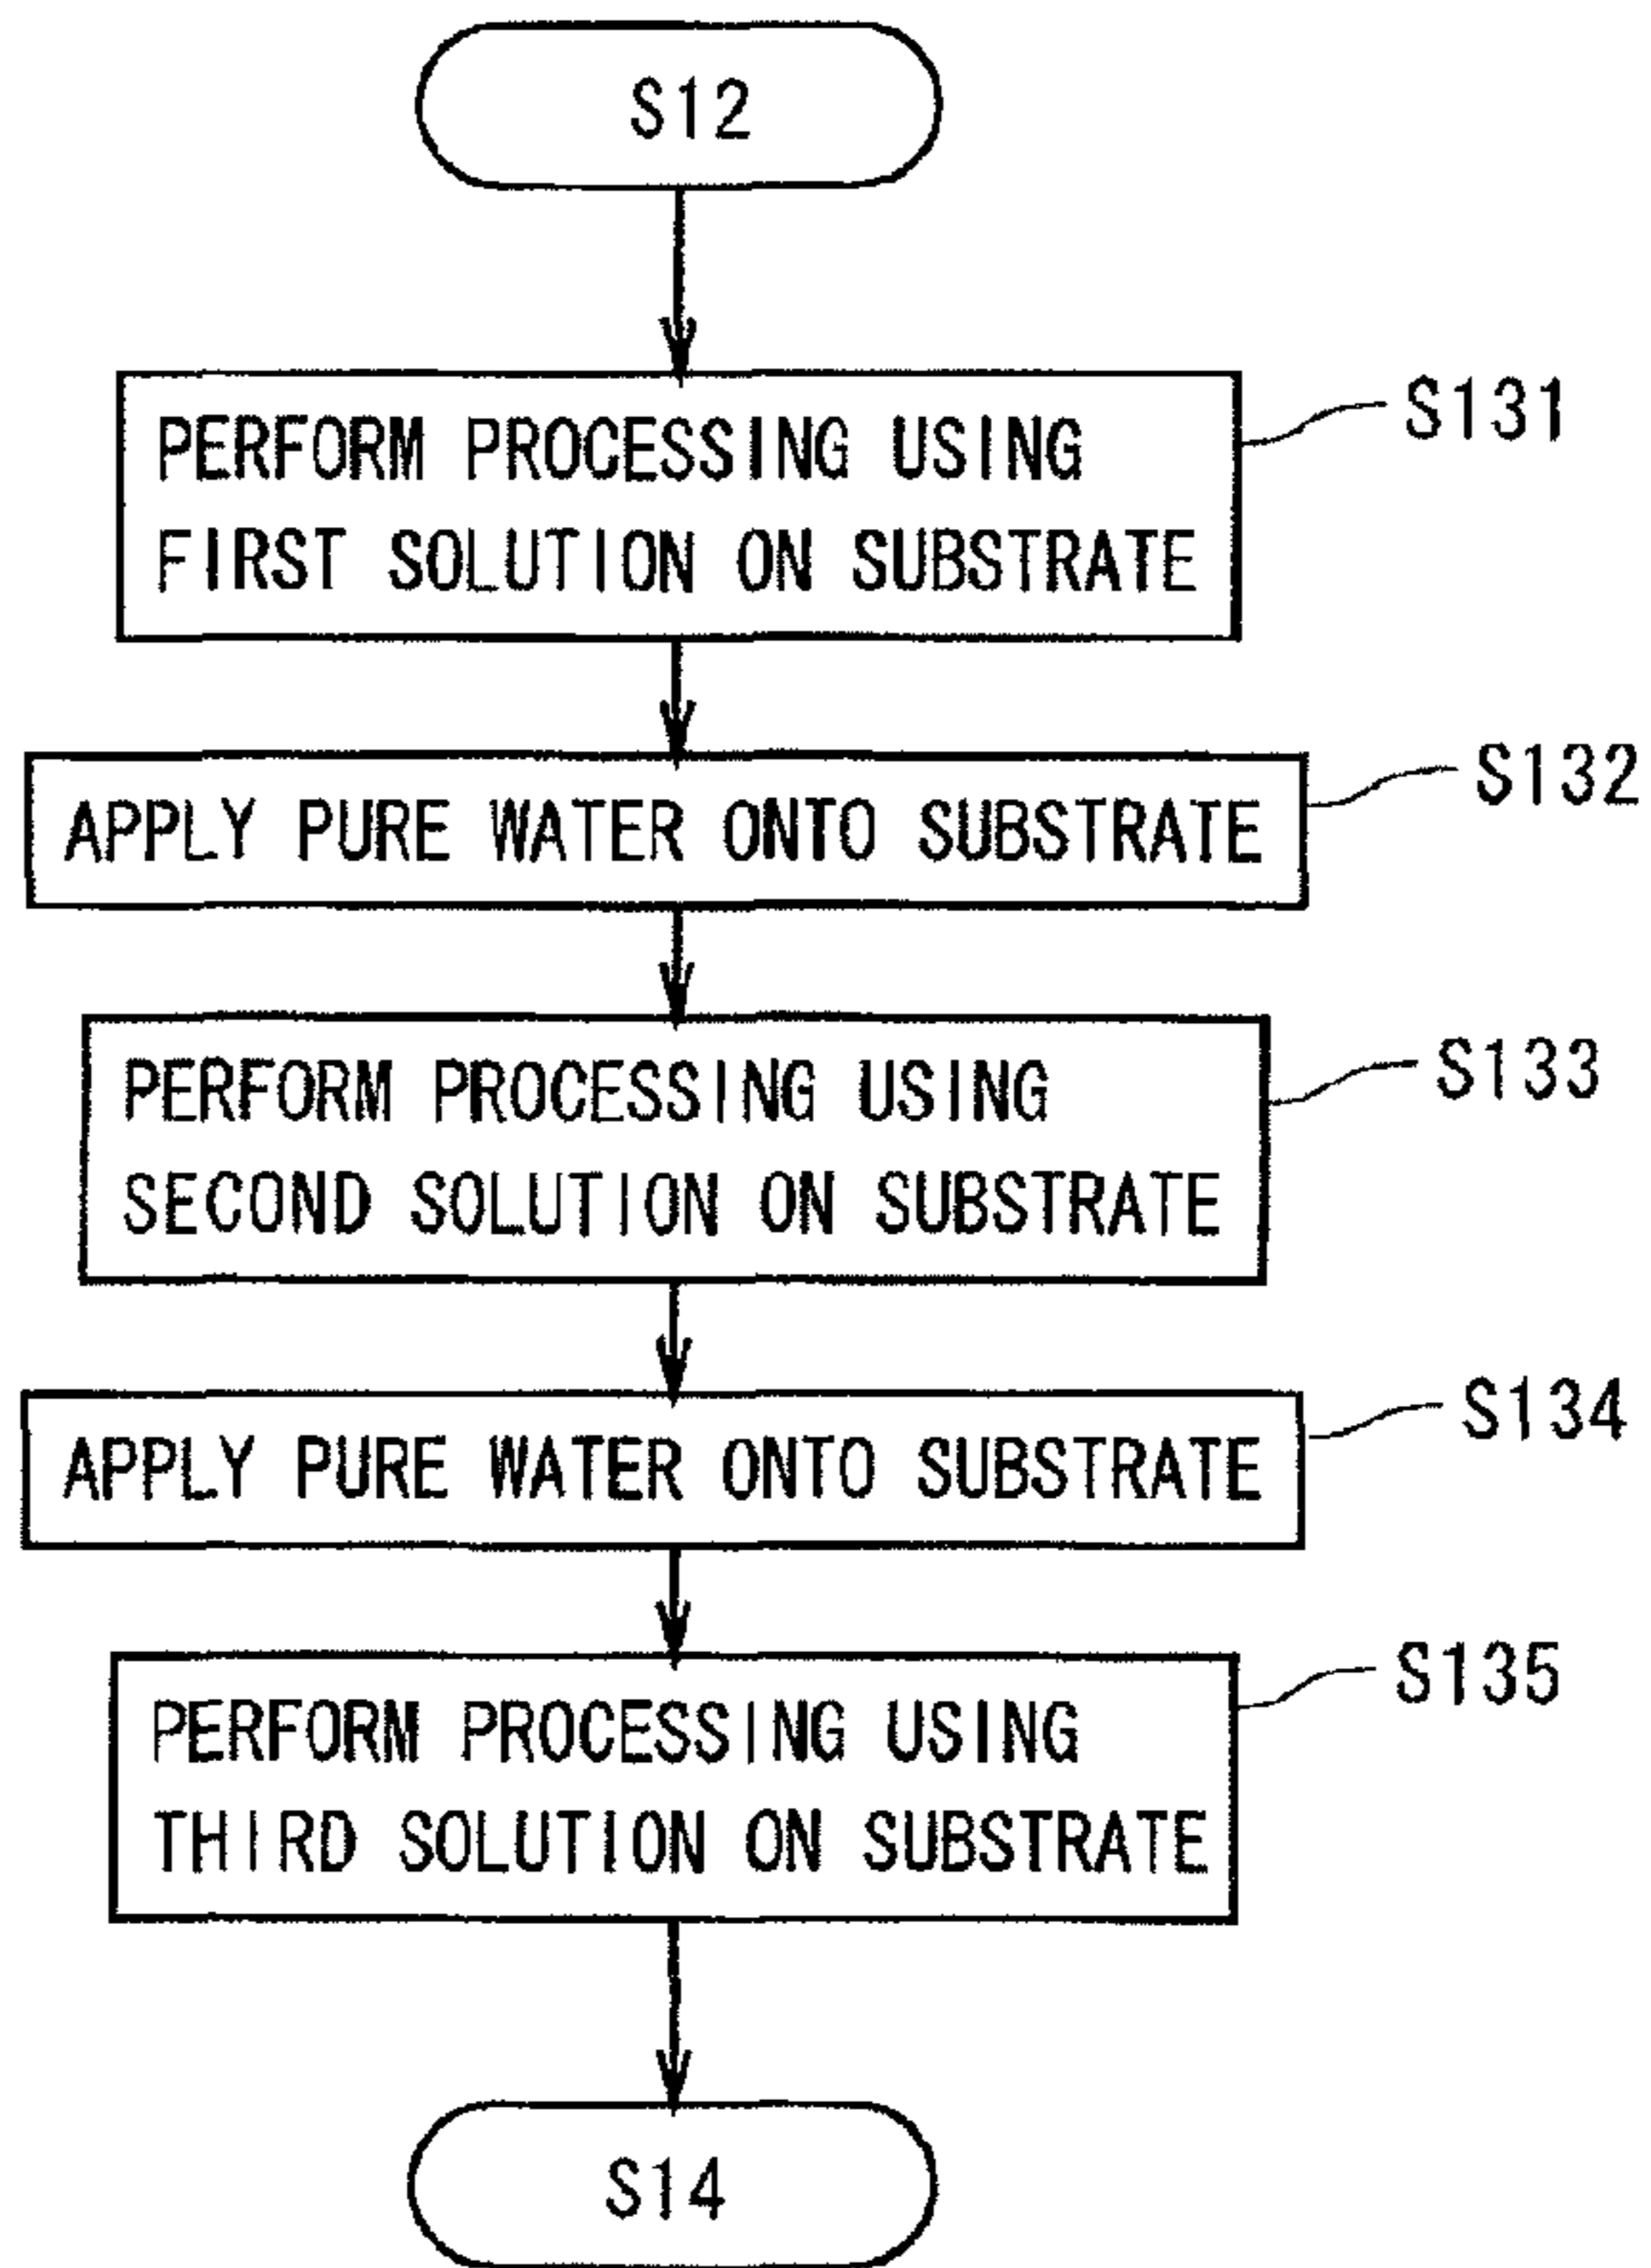 S12
PERFORM PROCESSING USING
FIRST SOLUTION ON SUBSTRATE
S131
APPLY PURE WATER ONTO SUBSTRATE
S132
PERFORM PROCESSING USING
SECOND SOLUTION ON SUBSTRATE
S133
APPLY PURE WATER ONTO SUBSTRATE
S134
PERFORM PROCESSING USING
THIRD SOLUTION ON SUBSTRATE
S135
S14